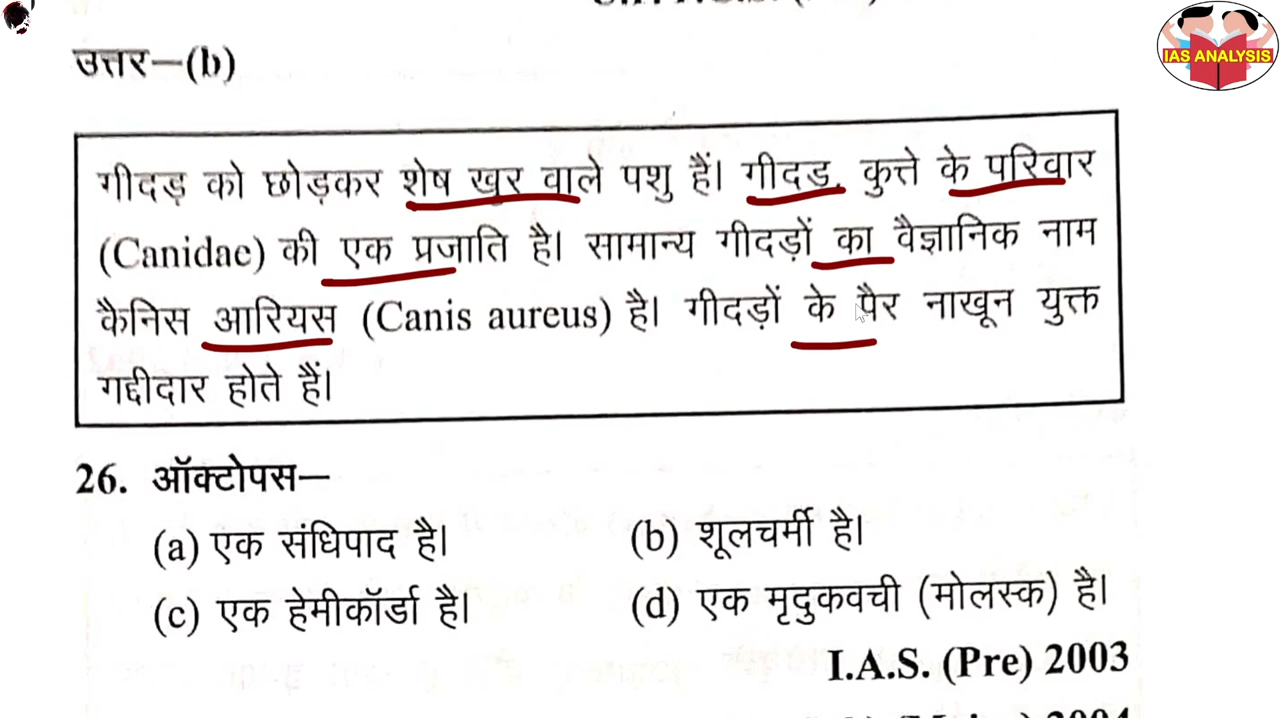 उत्तर—(b)
IAS ANALYSIS
गीदड़ को छोड़कर शेष खुर वाले पशु हैं। गीदड़, कुत्ते के परिवार
(Canidae) की एक प्रजाति है। सामान्य गीदड़ों का वैज्ञानिक नाम
कैनिस आरियस (Canis aureus) है। गीदड़ों के पैर नाखून युक्त
गद्दीदार होते हैं।
26. ऑक्टोपस—
(a) एक संधिपाद है। (b) शूलचर्मी है।
(c) एक हेमीकॉर्डा है। (d) एक मृदुकवची (मोलस्क) है।
I.A.S. (Pre) 2003